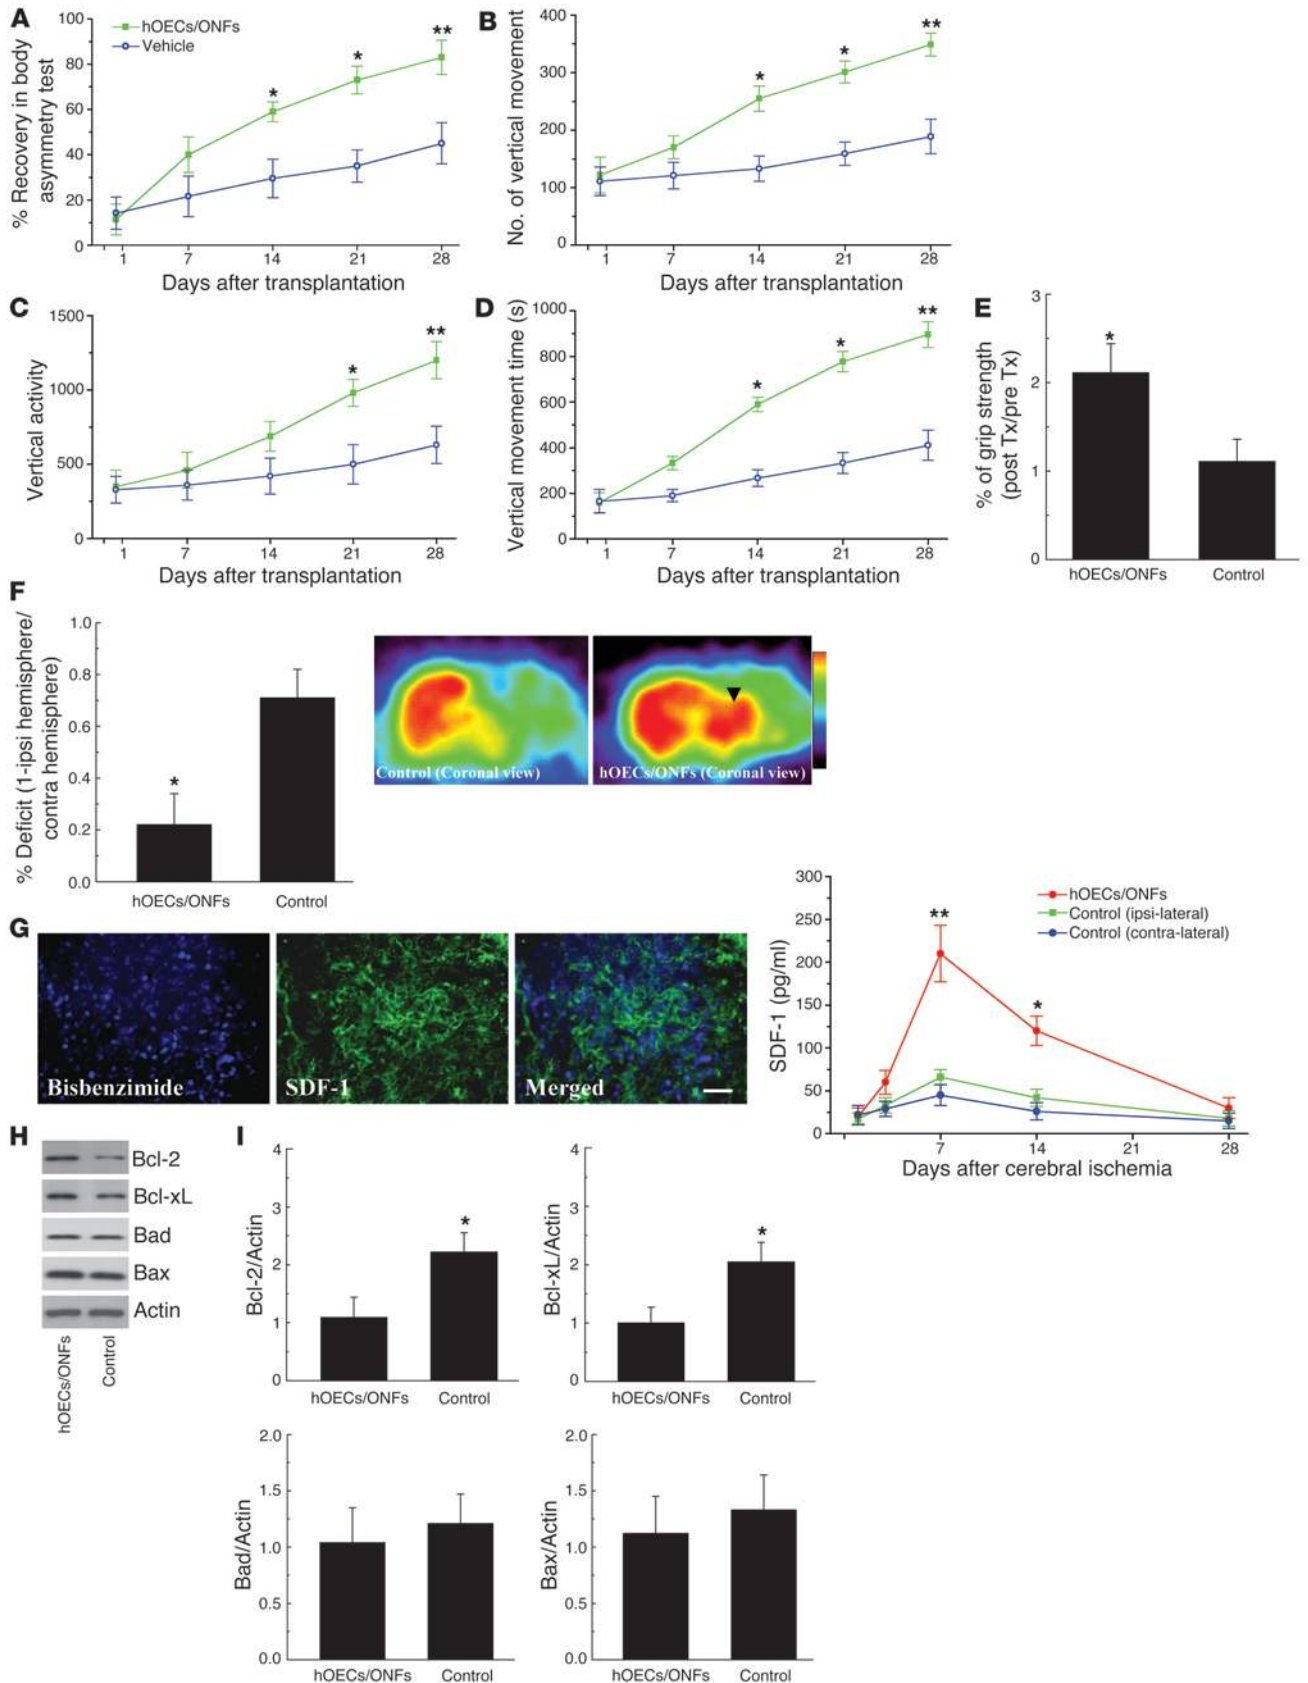 A
% Recovery in body
asymmetry test
100
80
60
40
20
0
hOECs/ONFs
Vehicle
*
*
**
1
7
14
21
28
Days after transplantation
B
No. of vertical movement
400
300
200
100
0
*
*
**
1
7
14
21
28
Days after transplantation
C
Vertical activity
1500
1000
500
0
*
**
1
7
14
21
28
Days after transplantation
D
Vertical movement time (s)
1000
800
600
400
200
0
*
*
**
1
7
14
21
28
Days after transplantation
E
% of grip strength
(post Tx/pre Tx)
3
2
1
0
*
hOECs/ONFs
Control
F
% Deficit (1-ipsi hemisphere/
contra hemisphere)
1.0
0.8
0.6
0.4
0.2
0.0
*
hOECs/ONFs
Control
Control (Coronal view)
hOECs/ONFs (Coronal view)
G
Bisbenzimide
SDF-1
Merged
SDF-1 (pg/ml)
300
250
200
150
100
50
0
hOECs/ONFs
Control (ipsi-lateral)
Control (contra-lateral)
**
*
7
14
21
28
Days after cerebral ischemia
H
Bcl-2
Bcl-xL
Bad
Bax
Actin
hOECs/ONFs
Control
I
Bcl-2/Actin
4
3
2
1
0
*
hOECs/ONFs
Control
Bcl-xL/Actin
4
3
2
1
0
*
hOECs/ONFs
Control
Bad/Actin
2.0
1.5
1.0
0.5
0.0
hOECs/ONFs
Control
Bax/Actin
2.0
1.5
1.0
0.5
0.0
hOECs/ONFs
Control